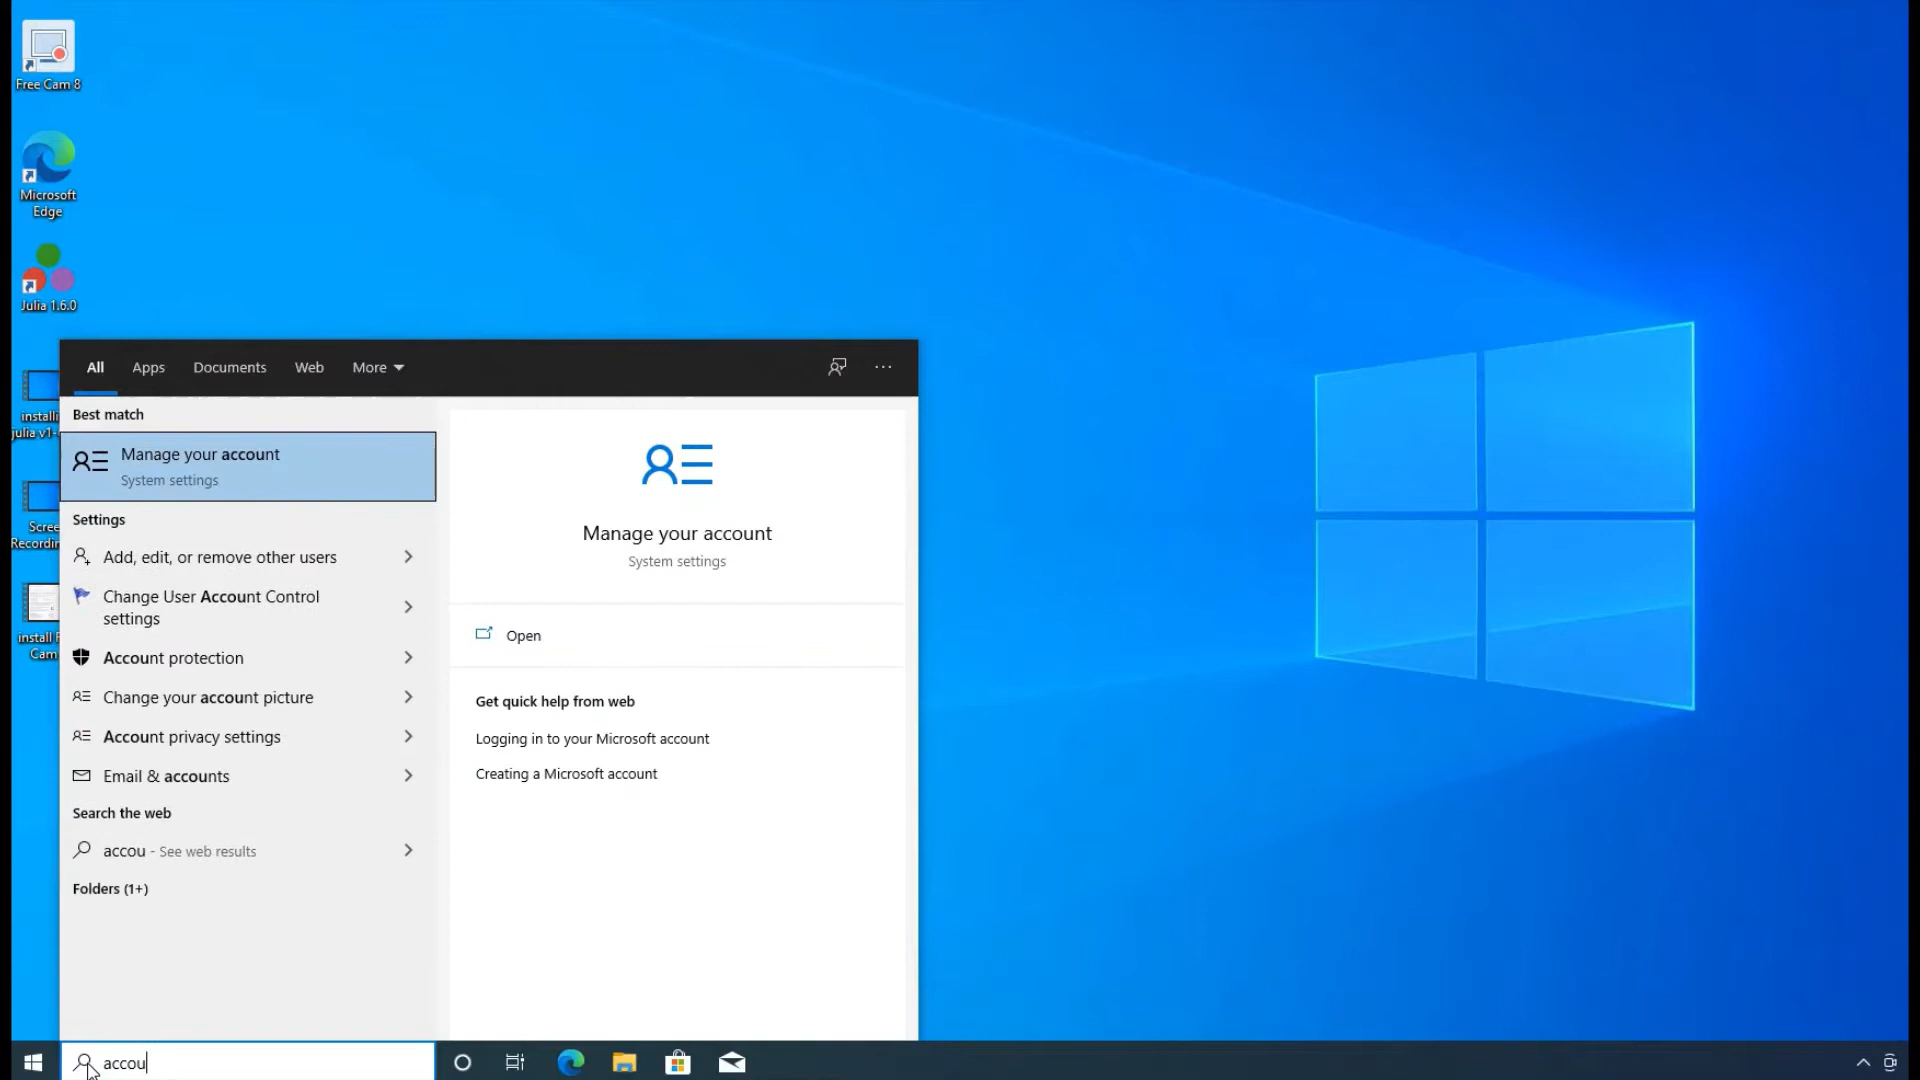 Free Cam 8
Microsoft
Edge
Julia 1.6.0
installi
julia v1-
Scree
Recordin
install F
Cam
All Apps Documents Web More
Best match
Manage your account
System settings
Settings
Add, edit, or remove other users
Change User Account Control
settings
Account protection
Change your account picture
Account privacy settings
Email & accounts
Search the web
accou - See web results
Folders (1+)
Manage your account
System settings
Open
Get quick help from web
Logging in to your Microsoft account
Creating a Microsoft account
accou